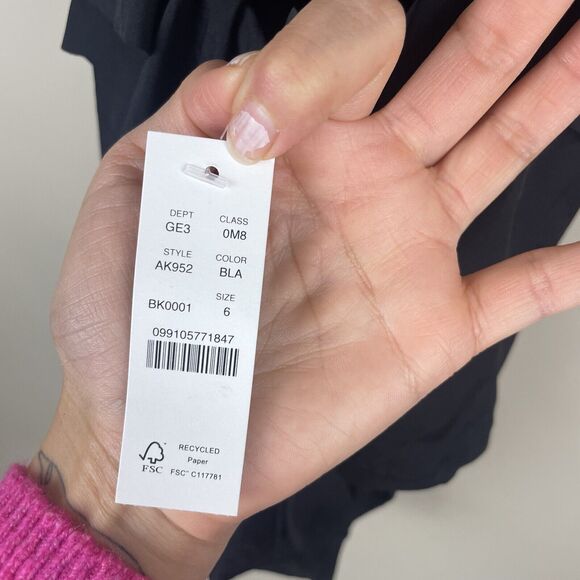 DEPT CLASS
GE3 0M8
STYLE COLOR
AK952 BLA
SIZE
BK0001 6
099105771847
FSC
RECYCLED
Paper
FSC™ C117781